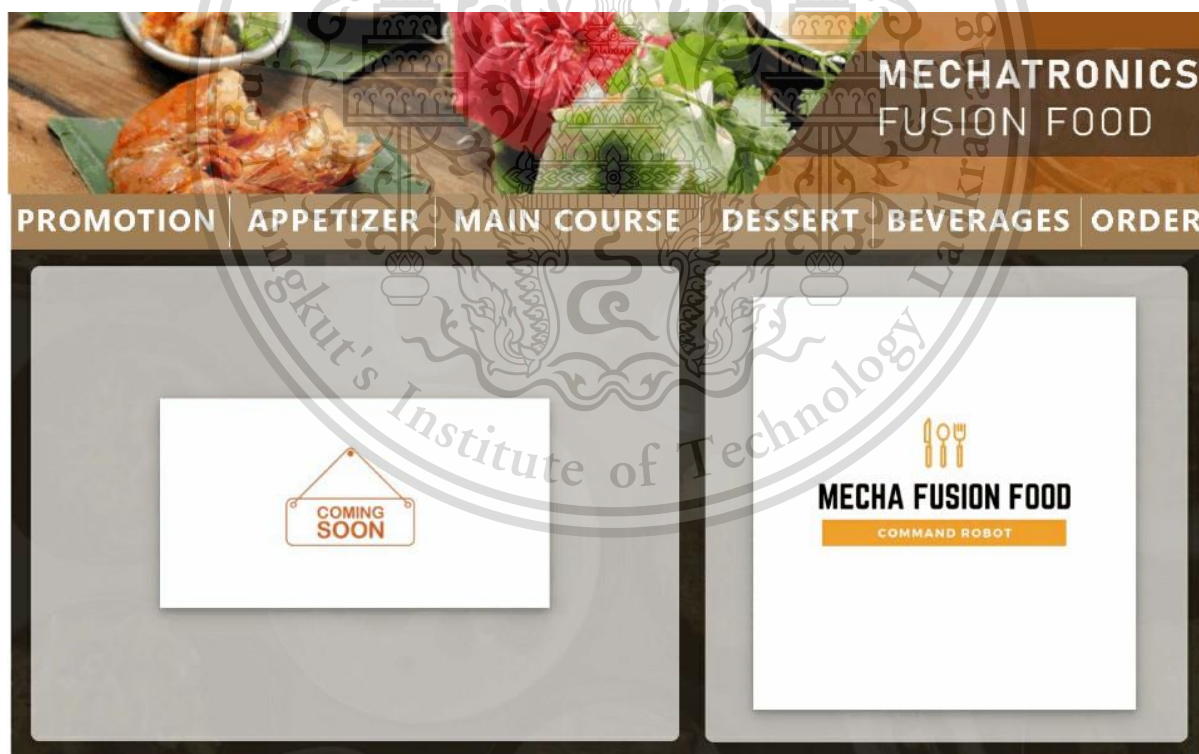 MECHATRONICS
FUSION FOOD
PROMOTION APPETIZER MAIN COURSE DESSERT BEVERAGES ORDER
COMING
SOON
MECHA FUSION FOOD
COMMAND ROBOT
Institute of Technology